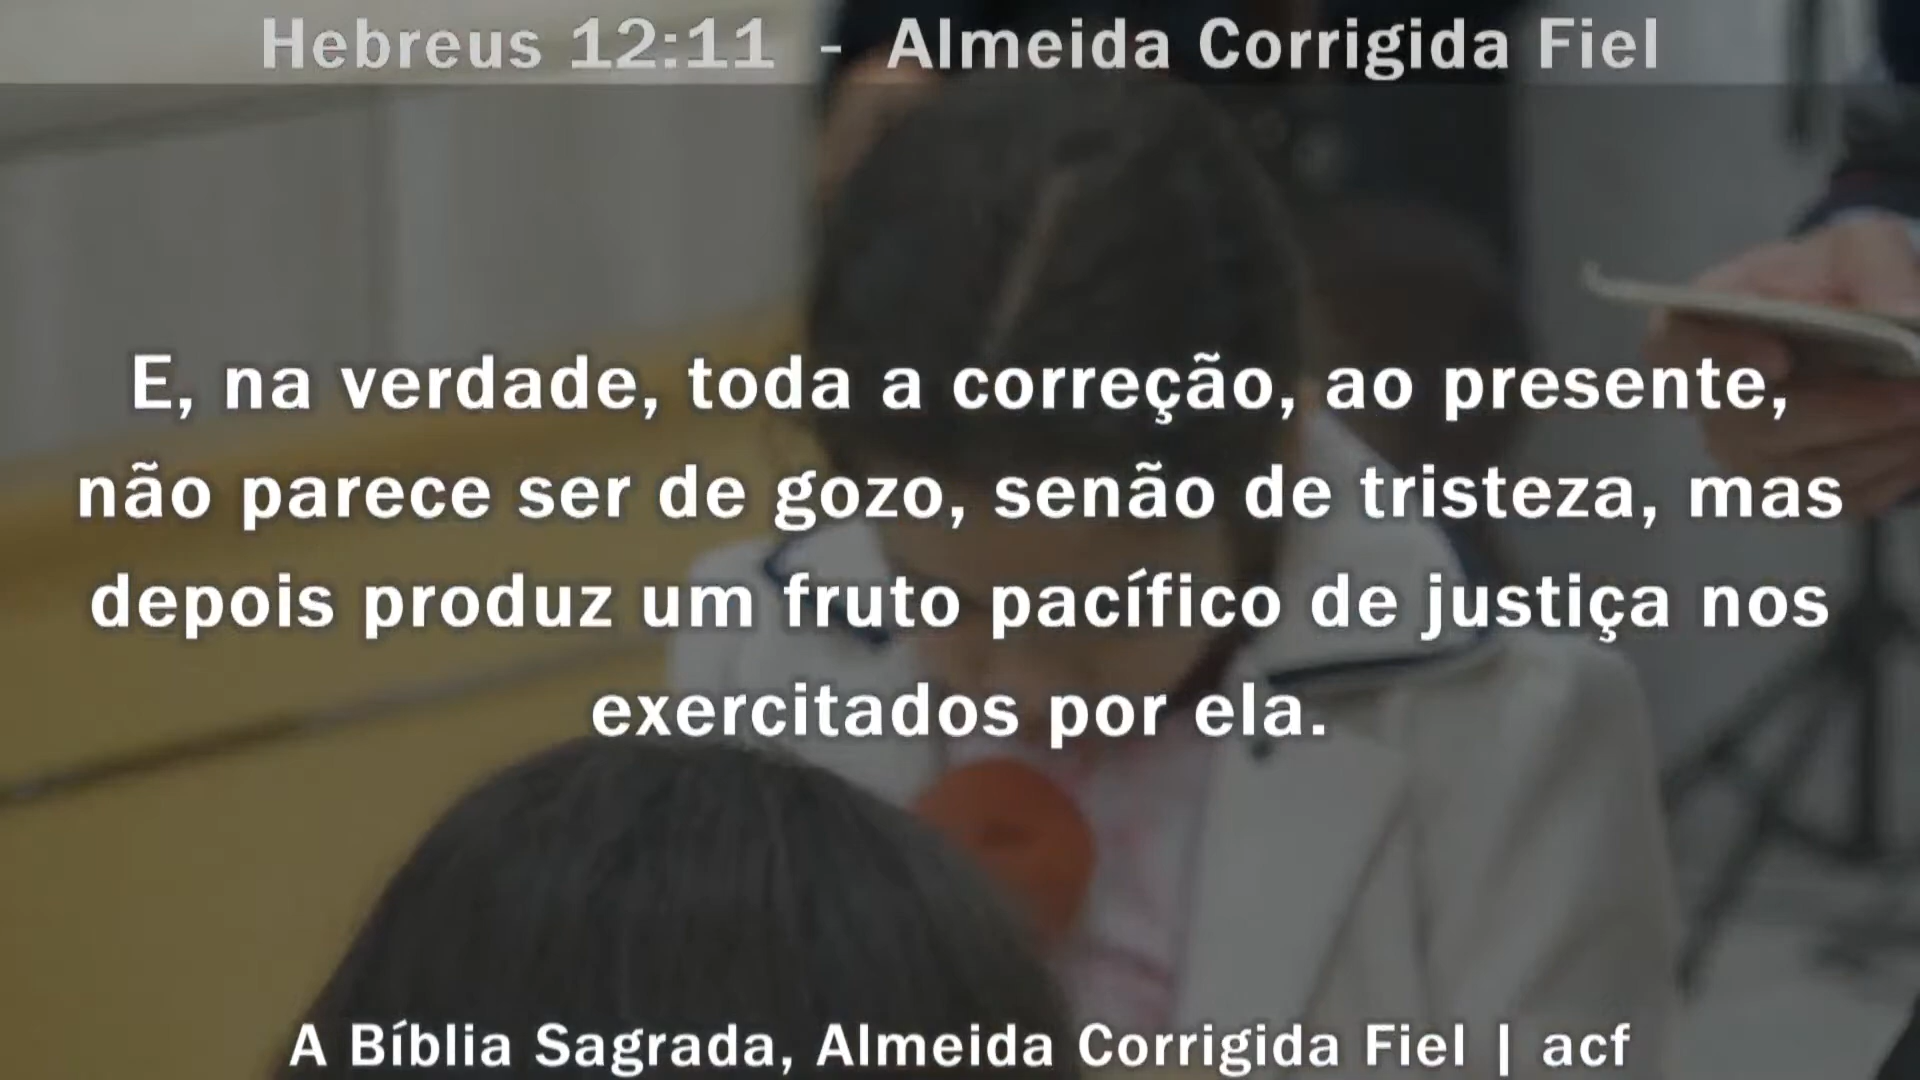 Hebreus 12:11 - Almeida Corrigida Fiel
E, na verdade, toda a correção, ao presente,
não parece ser de gozo, senão de tristeza, mas
depois produz um fruto pacífico de justiça nos
exercitados por ela.
A Bíblia Sagrada, Almeida Corrigida Fiel | acf